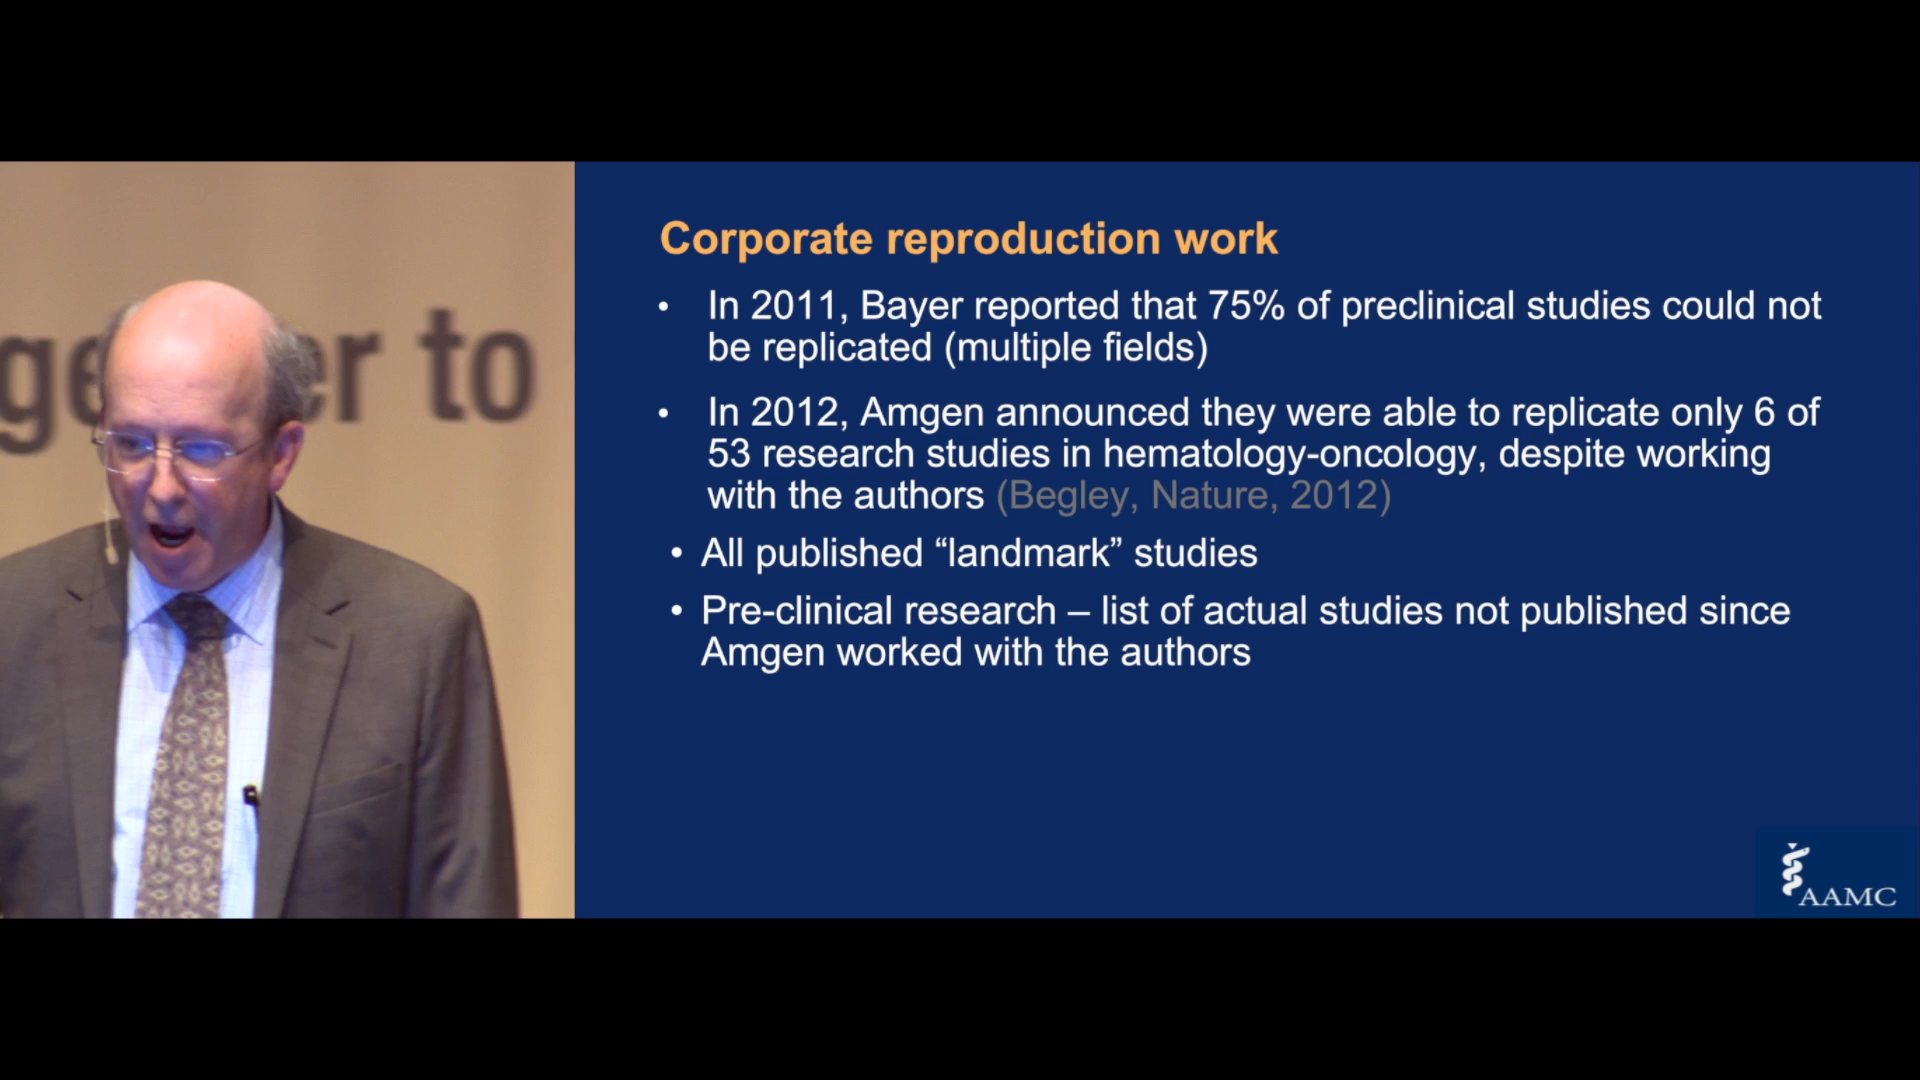 together to
Corporate reproduction work
• In 2011, Bayer reported that 75% of preclinical studies could not
be replicated (multiple fields)
• In 2012, Amgen announced they were able to replicate only 6 of
53 research studies in hematology-oncology, despite working
with the authors (Begley, Nature, 2012)
• All published “landmark” studies
• Pre-clinical research – list of actual studies not published since
Amgen worked with the authors
AAMC